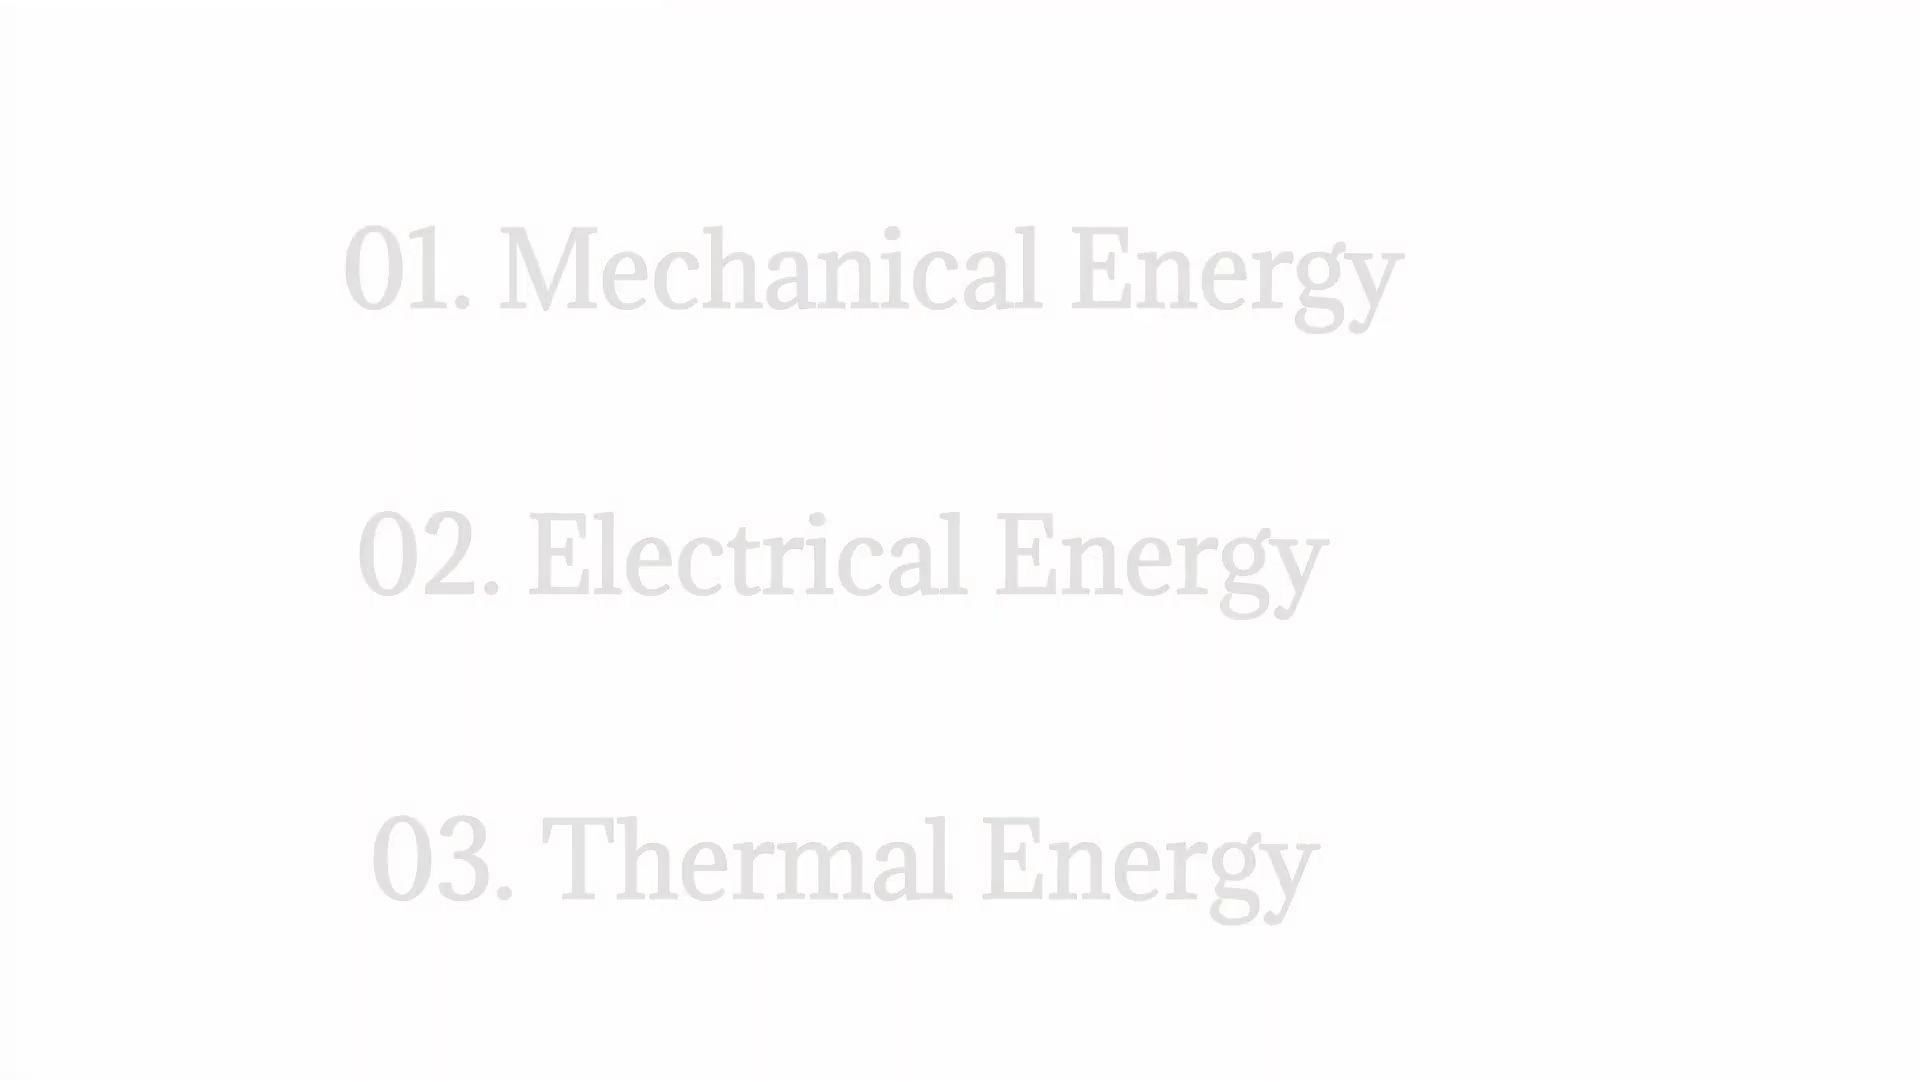 01. Mechanical Energy
02. Electrical Energy
03. Thermal Energy